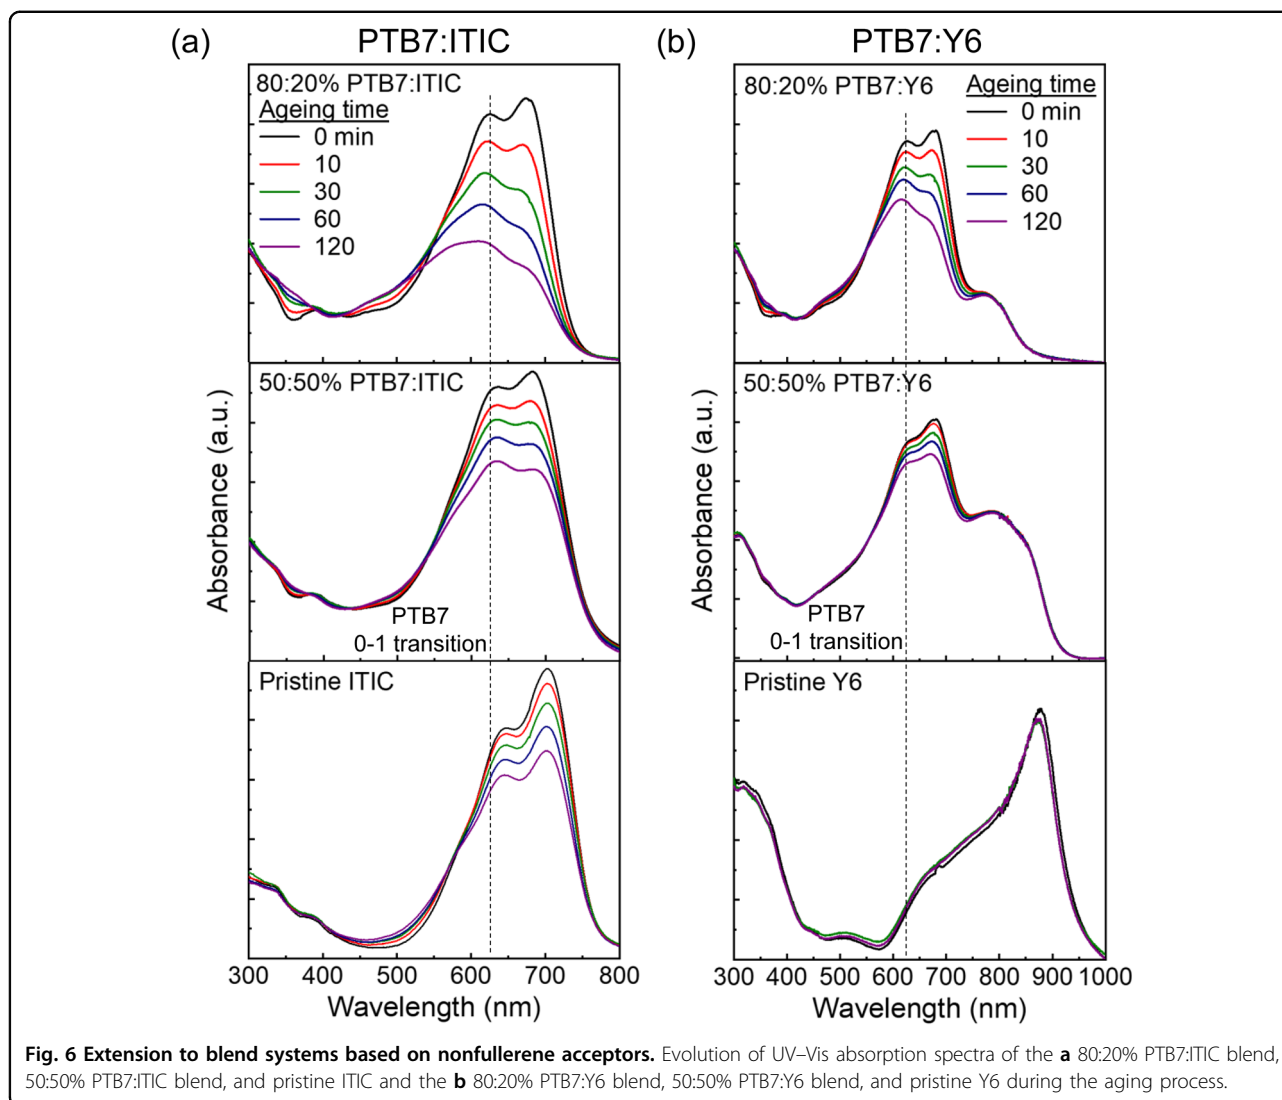 (a) PTB7:ITIC
80:20% PTB7:ITIC
Ageing time
0 min
10
30
60
120
50:50% PTB7:ITIC
PTB7
0-1 transition
Pristine ITIC
Absorbance (a.u.)
300 400 500 600 700 800
Wavelength (nm)
(b) PTB7:Y6
80:20% PTB7:Y6
Ageing time
0 min
10
30
60
120
50:50% PTB7:Y6
PTB7
0-1 transition
Pristine Y6
Absorbance (a.u.)
300 400 500 600 700 800 900 1000
Wavelength (nm)
Fig. 6 Extension to blend systems based on nonfullerene acceptors. Evolution of UV–Vis absorption spectra of the a 80:20% PTB7:ITIC blend,
50:50% PTB7:ITIC blend, and pristine ITIC and the b 80:20% PTB7:Y6 blend, 50:50% PTB7:Y6 blend, and pristine Y6 during the aging process.